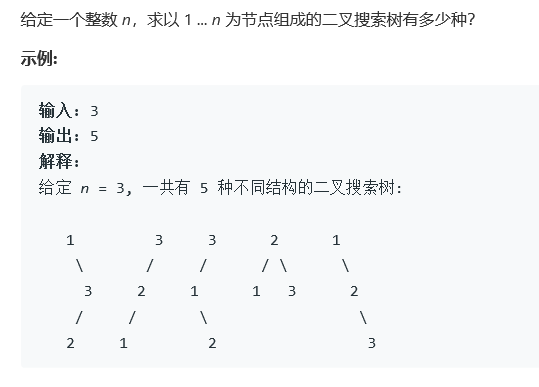 给定一个整数 n，求以 1 ... n 为节点组成的二叉搜索树有多少种？
示例:
输入: 3
输出: 5
解释:
给定 n = 3, 一共有 5 种不同结构的二叉搜索树:
1         3     3      2      1
 \       /     /      / \      \
  3     2     1      1   3      2
 /     /       \                 \
2     1         2                 3